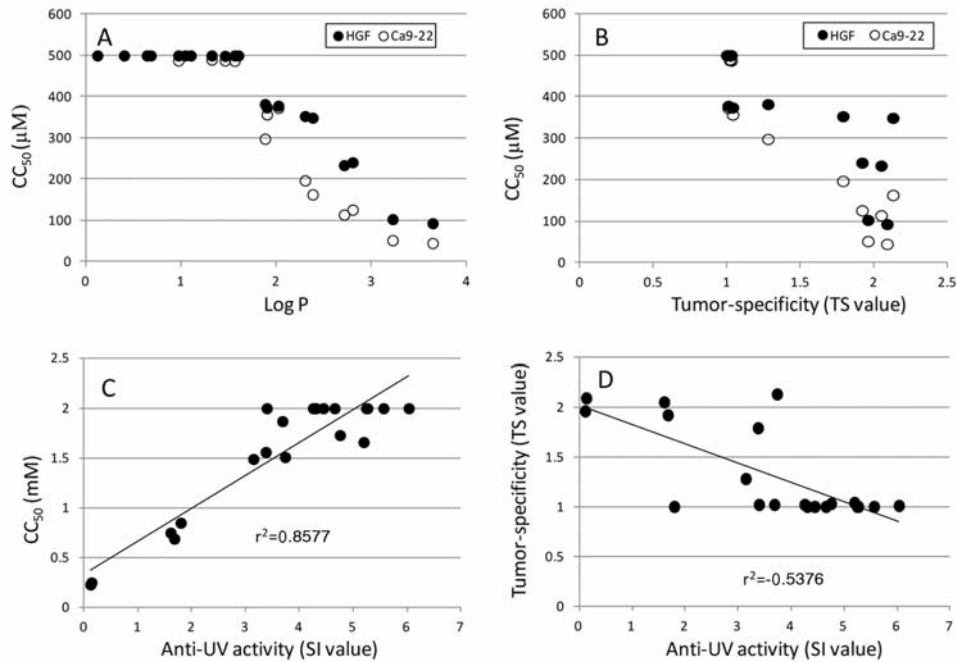 A
HGF Ca9-22
CC50 (µM)
600
500
400
300
200
100
0
0 1 2 3 4
Log P
B
HGF Ca9-22
CC50 (µM)
600
500
400
300
200
100
0
0 0.5 1 1.5 2 2.5
Tumor-specificity (TS value)
C
CC50 (mM)
2.5
2
1.5
1
0.5
0
r²=0.8577
0 1 2 3 4 5 6 7
Anti-UV activity (SI value)
D
Tumor-specificity (TS value)
2.5
2
1.5
1
0.5
0
r²=-0.5376
0 1 2 3 4 5 6 7
Anti-UV activity (SI value)